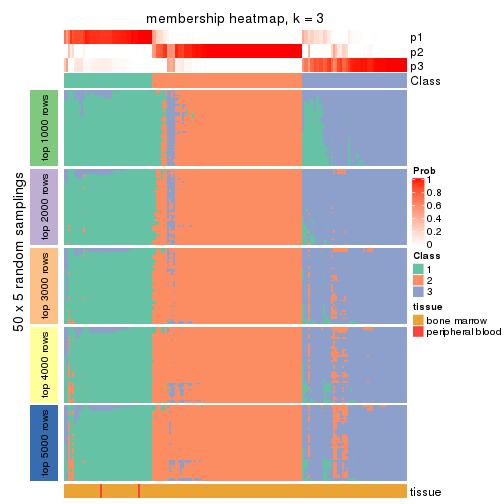 membership heatmap, k = 3
p1
p2
p3
Class
50 x 5 random samplings
top 1000 rows
top 2000 rows
top 3000 rows
top 4000 rows
top 5000 rows
Prob
1
0.8
0.6
0.4
0.2
0
Class
1
2
3
tissue
bone marrow
peripheral blood
tissue